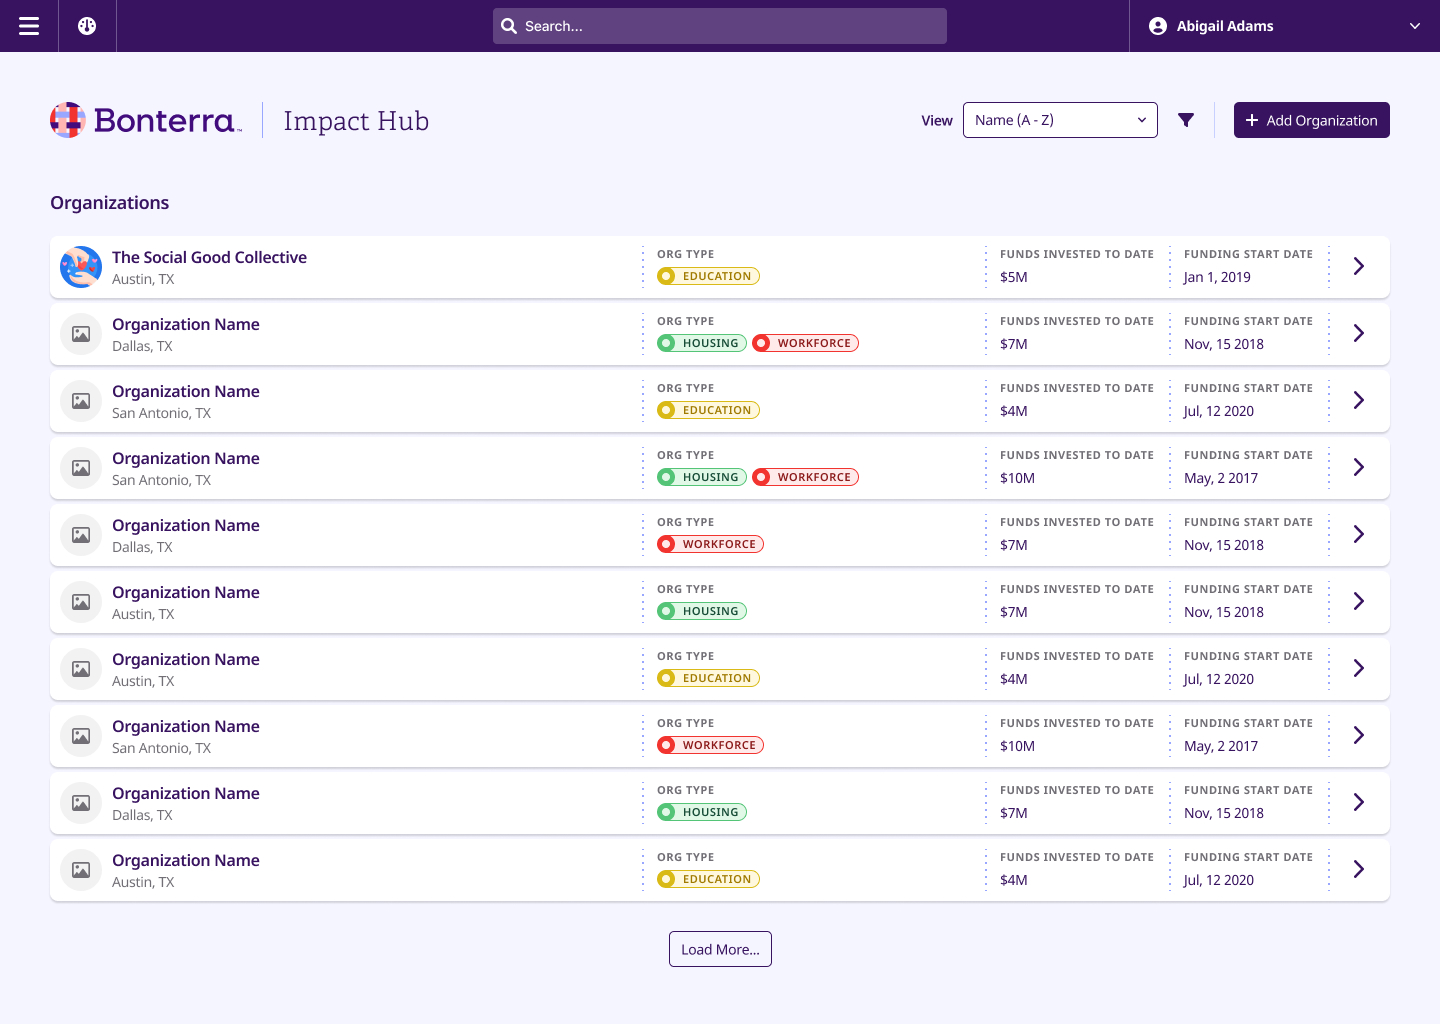 Search...
Abigail Adams
Bonterra™
Impact Hub
View
Name (A - Z)
Add Organization
Organizations
The Social Good Collective
Austin, TX
ORG TYPE
EDUCATION
FUNDS INVESTED TO DATE
$5M
FUNDING START DATE
Jan 1, 2019
Organization Name
Dallas, TX
ORG TYPE
HOUSING
WORKFORCE
FUNDS INVESTED TO DATE
$7M
FUNDING START DATE
Nov, 15 2018
Organization Name
San Antonio, TX
ORG TYPE
EDUCATION
FUNDS INVESTED TO DATE
$4M
FUNDING START DATE
Jul, 12 2020
Organization Name
San Antonio, TX
ORG TYPE
HOUSING
WORKFORCE
FUNDS INVESTED TO DATE
$10M
FUNDING START DATE
May, 2 2017
Organization Name
Dallas, TX
ORG TYPE
WORKFORCE
FUNDS INVESTED TO DATE
$7M
FUNDING START DATE
Nov, 15 2018
Organization Name
Austin, TX
ORG TYPE
HOUSING
FUNDS INVESTED TO DATE
$7M
FUNDING START DATE
Nov, 15 2018
Organization Name
Austin, TX
ORG TYPE
EDUCATION
FUNDS INVESTED TO DATE
$4M
FUNDING START DATE
Jul, 12 2020
Organization Name
San Antonio, TX
ORG TYPE
WORKFORCE
FUNDS INVESTED TO DATE
$10M
FUNDING START DATE
May, 2 2017
Organization Name
Dallas, TX
ORG TYPE
HOUSING
FUNDS INVESTED TO DATE
$7M
FUNDING START DATE
Nov, 15 2018
Organization Name
Austin, TX
ORG TYPE
EDUCATION
FUNDS INVESTED TO DATE
$4M
FUNDING START DATE
Jul, 12 2020
Load More...